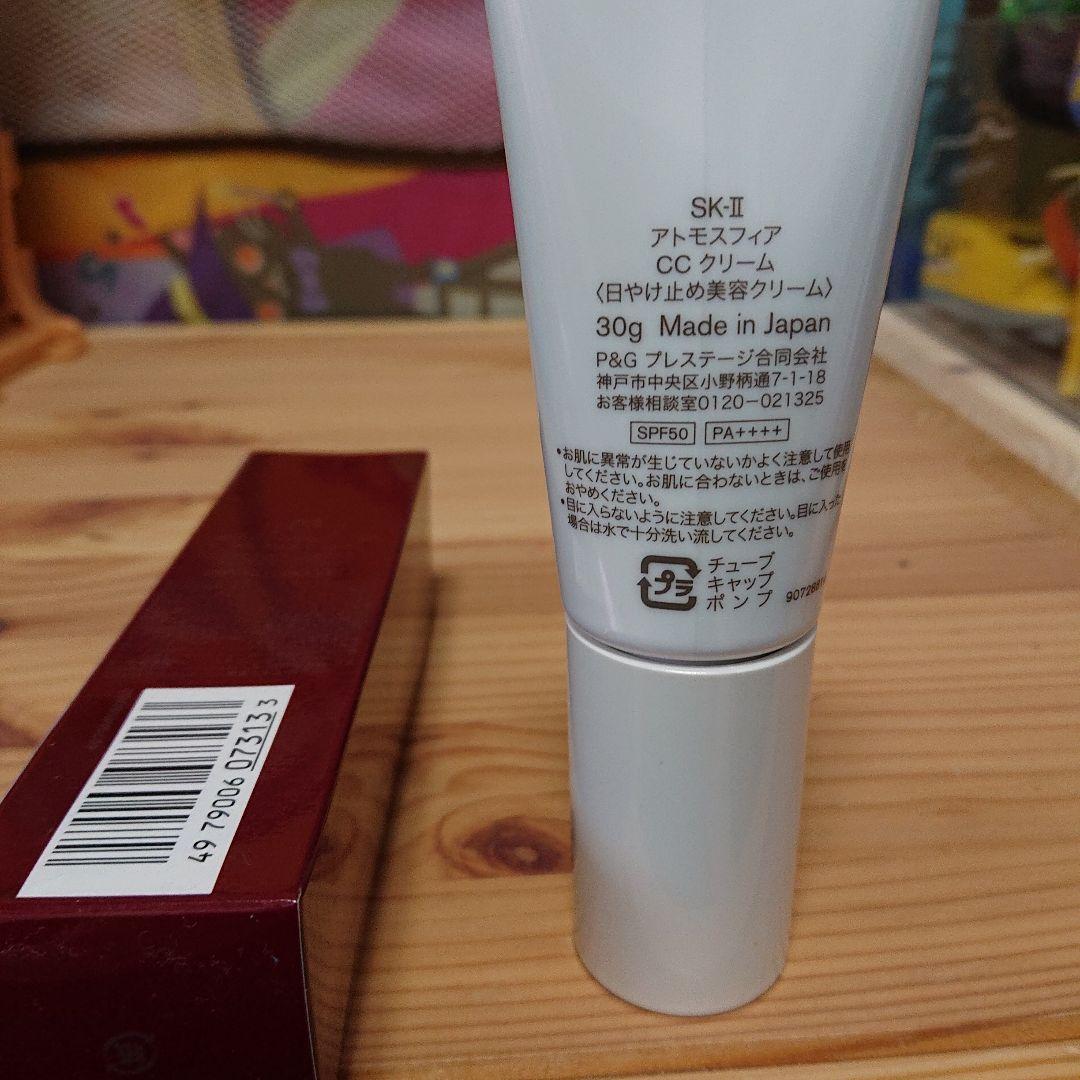 SK-II
アトモスフィア
CC クリーム
〈日やけ止め美容クリーム〉
30g Made in Japan
P&G プレステージ合同会社
神戸市中央区小野柄通7-1-18
お客様相談室0120-021325
SPF50 PA++++
•お肌に異常が生じていないかよく注意して使用
してください。お肌に合わないときは、ご使用を
おやめください。
•目に入らないように注意してください。目に入った
場合は水で十分洗い流してください。
プラ
チューブ
キャップ
ポンプ
49 79006 07313 3